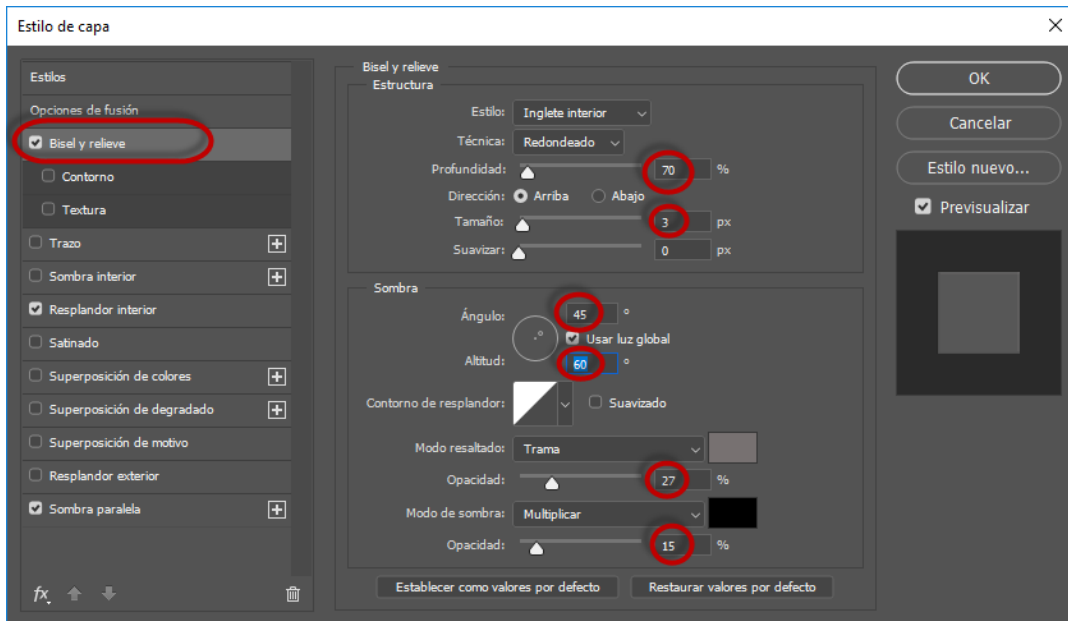 Estilo de capa
Estilos
Opciones de fusión
Bisel y relieve
Contorno
Textura
Trazo
Sombra interior
Resplandor interior
Satinado
Superposición de colores
Superposición de degradado
Superposición de motivo
Resplandor exterior
Sombra paralela
fx
Bisel y relieve
Estructura
Estilo: Inglete interior
Técnica: Redondeado
Profundidad: 70 %
Dirección: Arriba Abajo
Tamaño: 3 px
Suavizar: 0 px
Sombra
Ángulo: 45 °
Usar luz global
Altitud: 60 °
Contorno de resplandor: Suavizado
Modo resaltado: Trama
Opacidad: 27 %
Modo de sombra: Multiplicar
Opacidad: 15 %
Establecer como valores por defecto Restaurar valores por defecto
OK
Cancelar
Estilo nuevo...
Previsualizar